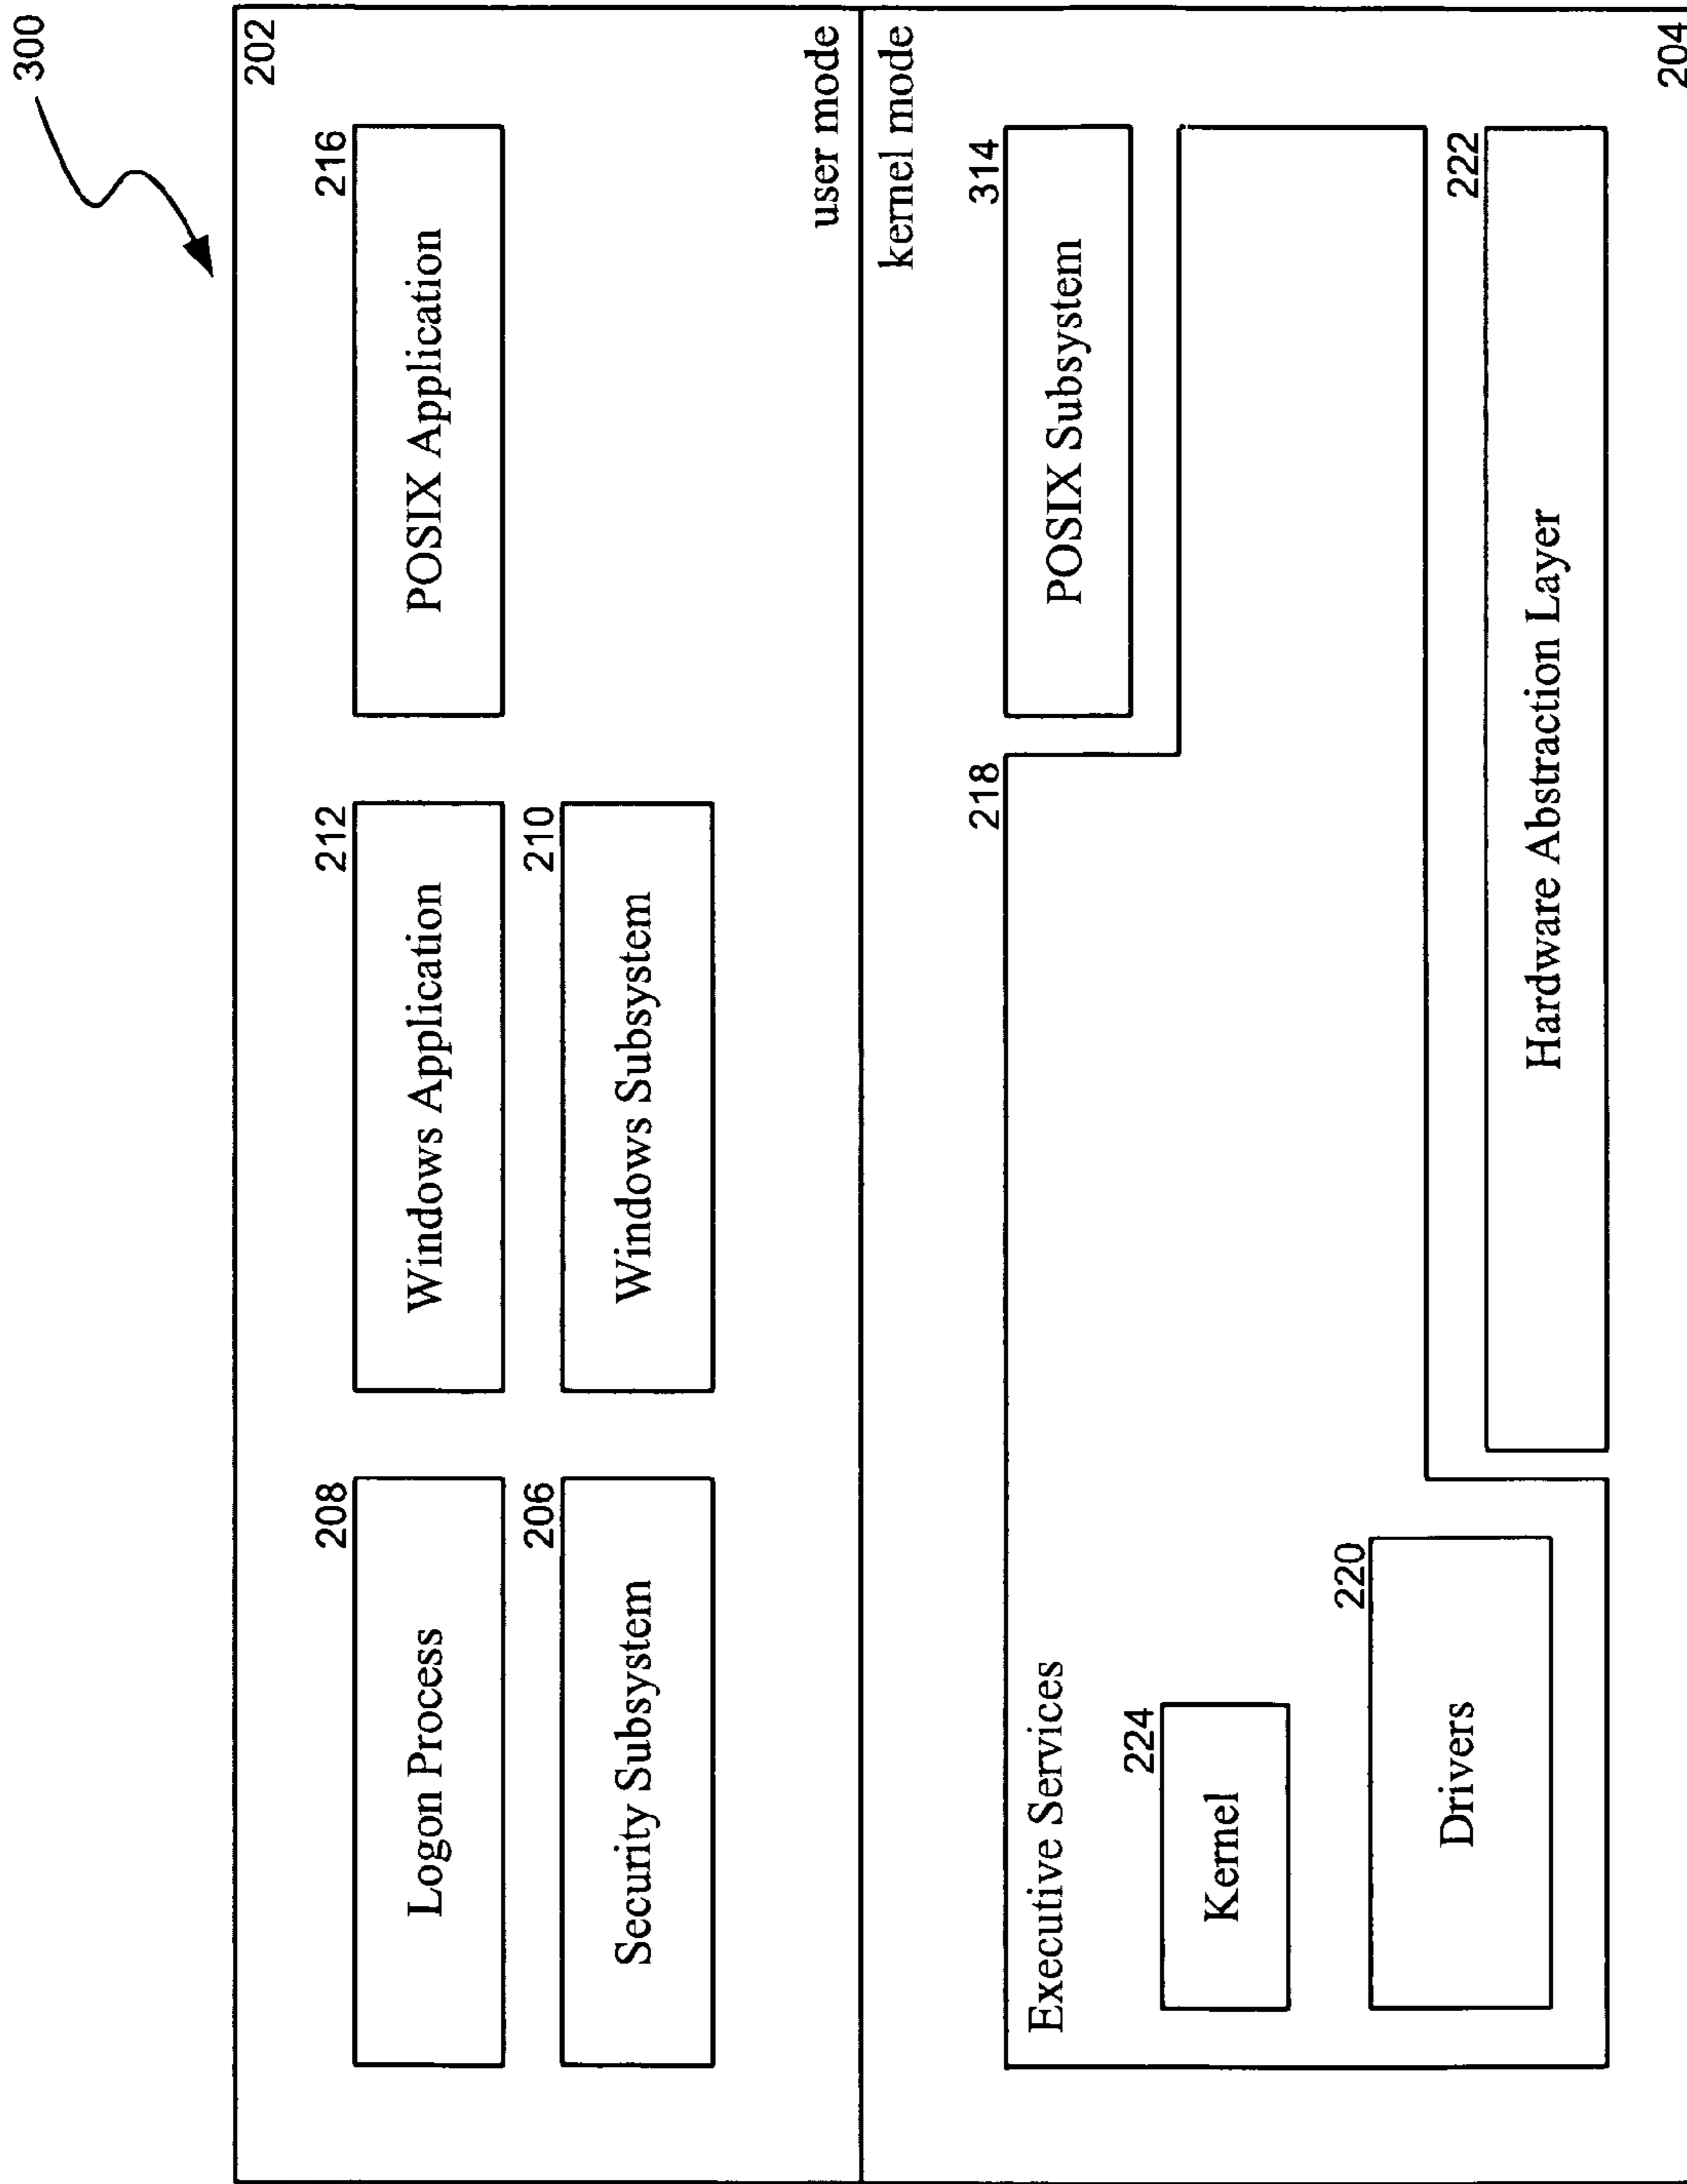 300
202
208
Logon Process
212
Windows Application
216
POSIX Application
206
Security Subsystem
210
Windows Subsystem
user mode
kernel mode
218
Executive Services
314
POSIX Subsystem
224
Kernel
220
Drivers
222
Hardware Abstraction Layer
204